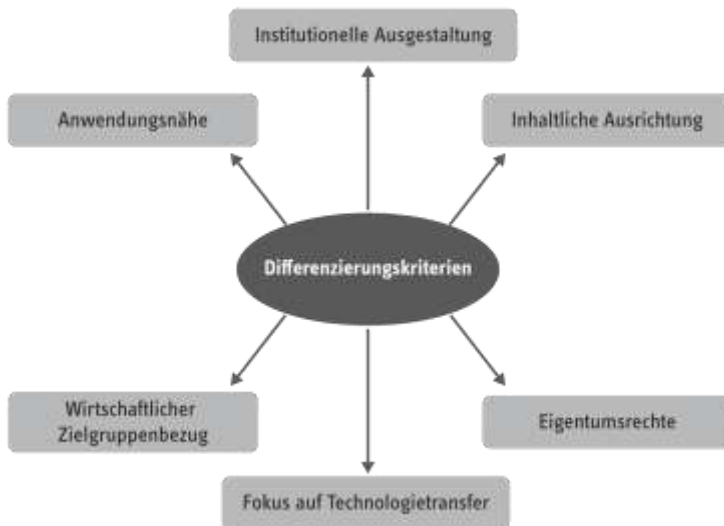 Institutionelle Ausgestaltung
Anwendungsnähe
Inhaltliche Ausrichtung
Differenzierungskriterien
Wirtschaftlicher
Zielgruppenbezug
Eigentumsrechte
Fokus auf Technologietransfer